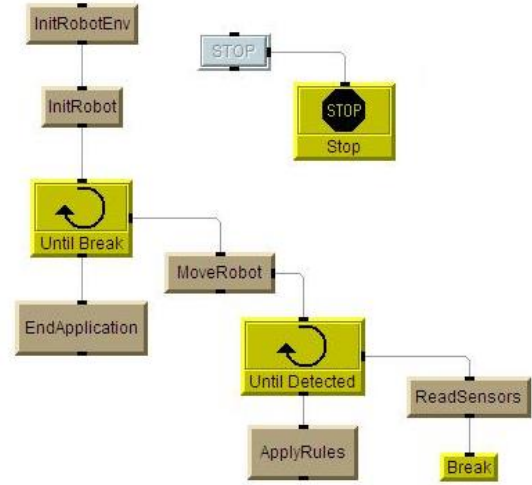 InitRobotEnv
STOP
InitRobot
STOP
Stop
Until Break
MoveRobot
EndApplication
Until Detected
ReadSensors
ApplyRules
Break